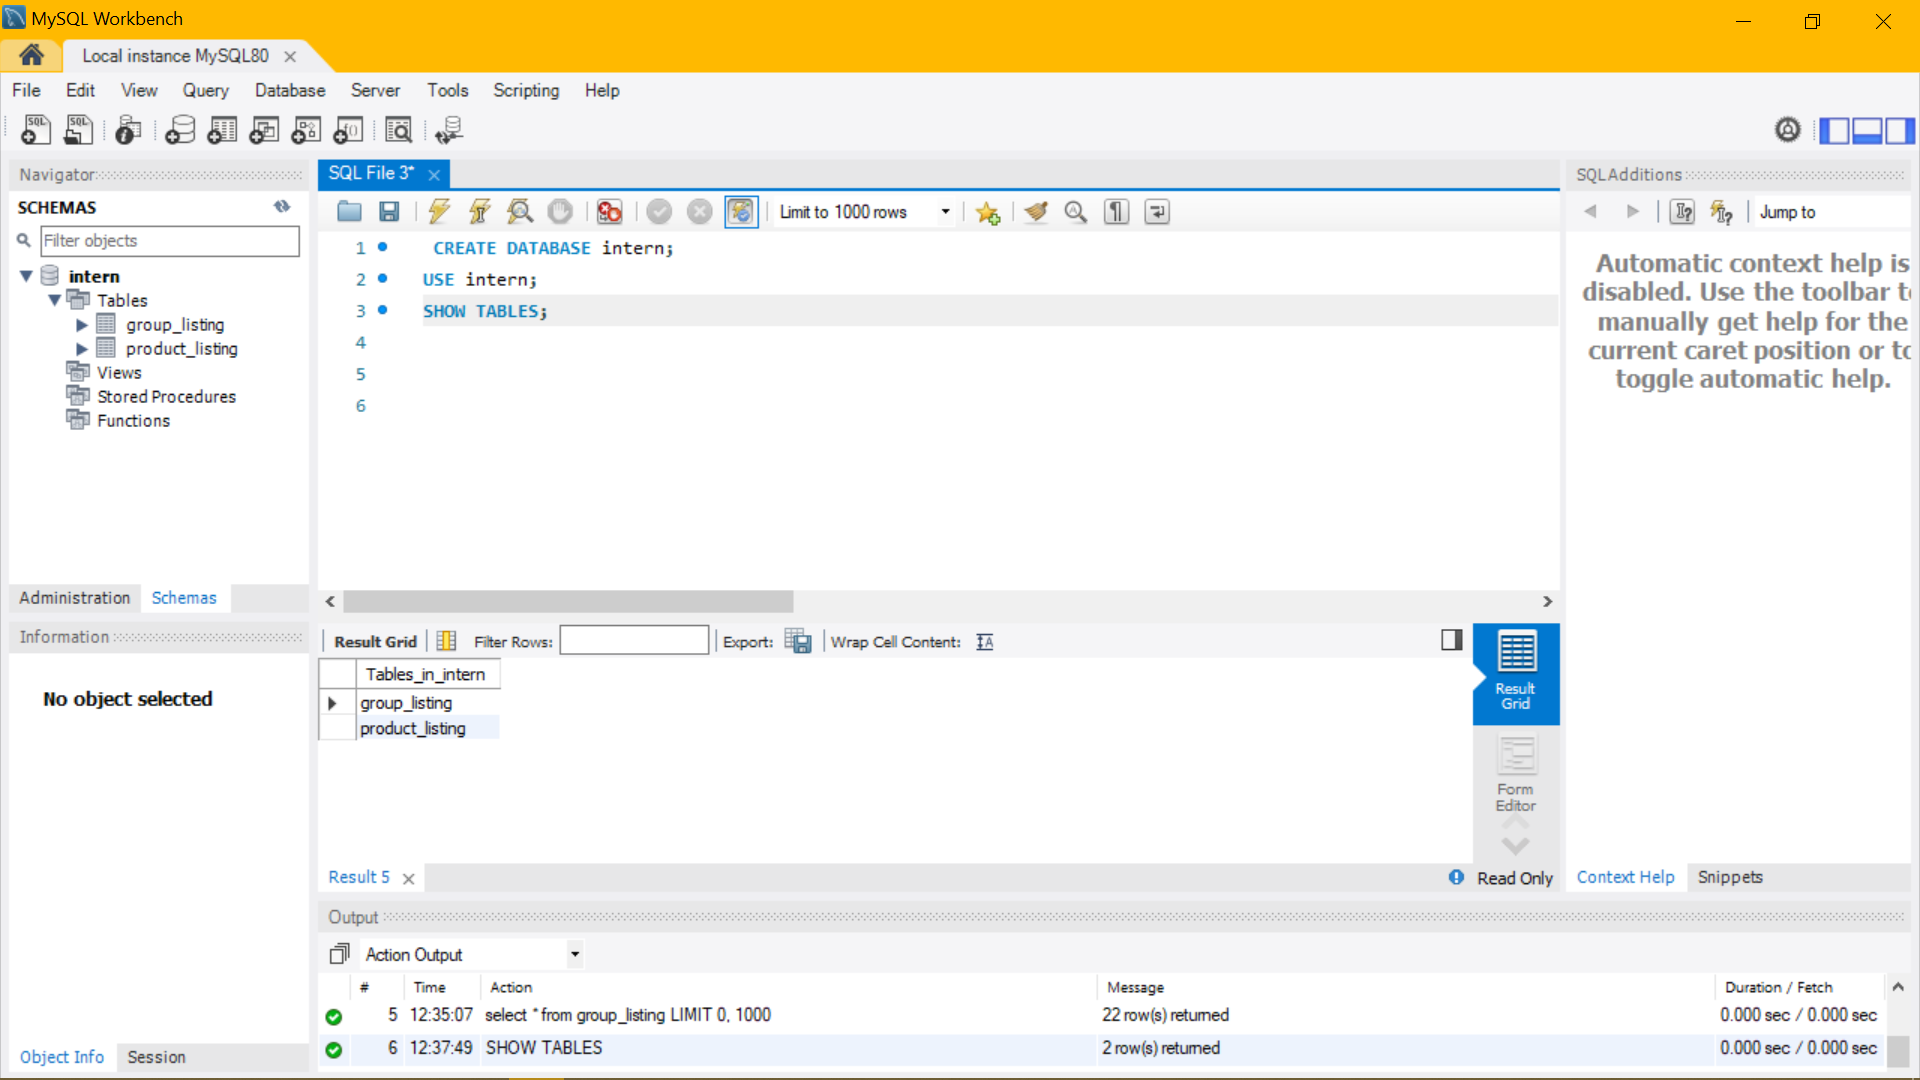 MySQL Workbench
Local instance MySQL80
File Edit View Query Database Server Tools Scripting Help
Navigator
SCHEMAS
Filter objects
intern
Tables
group_listing
product_listing
Views
Stored Procedures
Functions
Administration Schemas
Information
No object selected
Object Info Session
SQL File 3*
Limit to 1000 rows
1 CREATE DATABASE intern;
2 USE intern;
3 SHOW TABLES;
4
5
6
Result Grid Filter Rows: Export: Wrap Cell Content:
Tables_in_intern
group_listing
product_listing
Result
Grid
Form
Editor
Result 5
Read Only
SQLAdditions
Jump to
Automatic context help is
disabled. Use the toolbar to
manually get help for the
current caret position or to
toggle automatic help.
Context Help Snippets
Output
Action Output
# Time Action Message Duration / Fetch
5 12:35:07 select * from group_listing LIMIT 0, 1000 22 row(s) returned 0.000 sec / 0.000 sec
6 12:37:49 SHOW TABLES 2 row(s) returned 0.000 sec / 0.000 sec